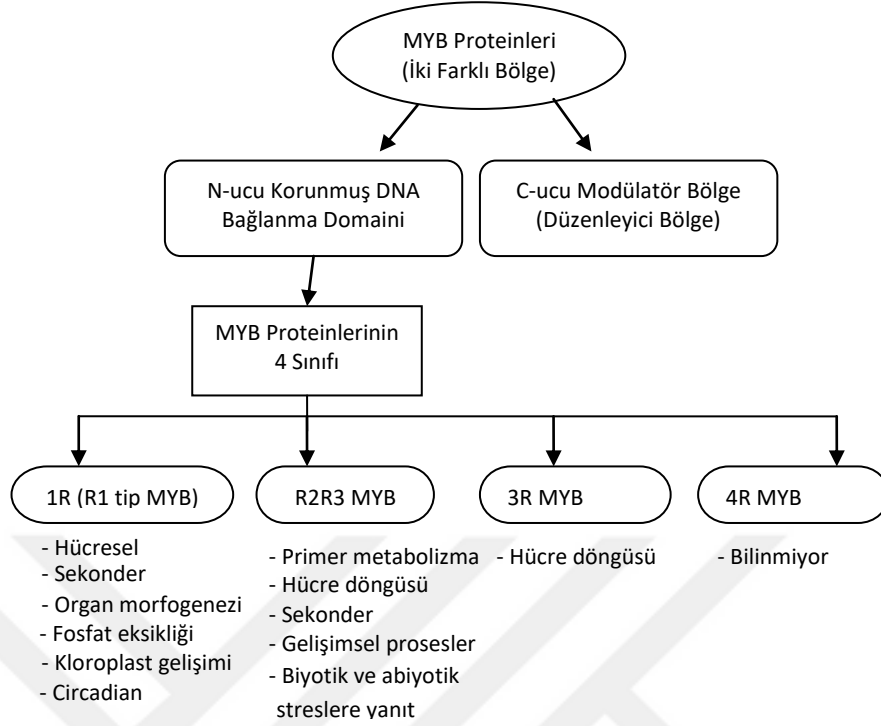 MYB Proteinleri
(İki Farklı Bölge)
N-ucu Korunmuş DNA
Bağlanma Domaini
C-ucu Modülatör Bölge
(Düzenleyici Bölge)
MYB Proteinlerinin
4 Sınıfı
1R (R1 tip MYB)
- Hücresel
- Sekonder
- Organ morfogenezi
- Fosfat eksikliği
- Kloroplast gelişimi
- Circadian
R2R3 MYB
- Primer metabolizma
- Hücre döngüsü
- Sekonder
- Gelişimsel prosesler
- Biyotik ve abiyotik
streslere yanıt
3R MYB
- Hücre döngüsü
4R MYB
- Bilinmiyor